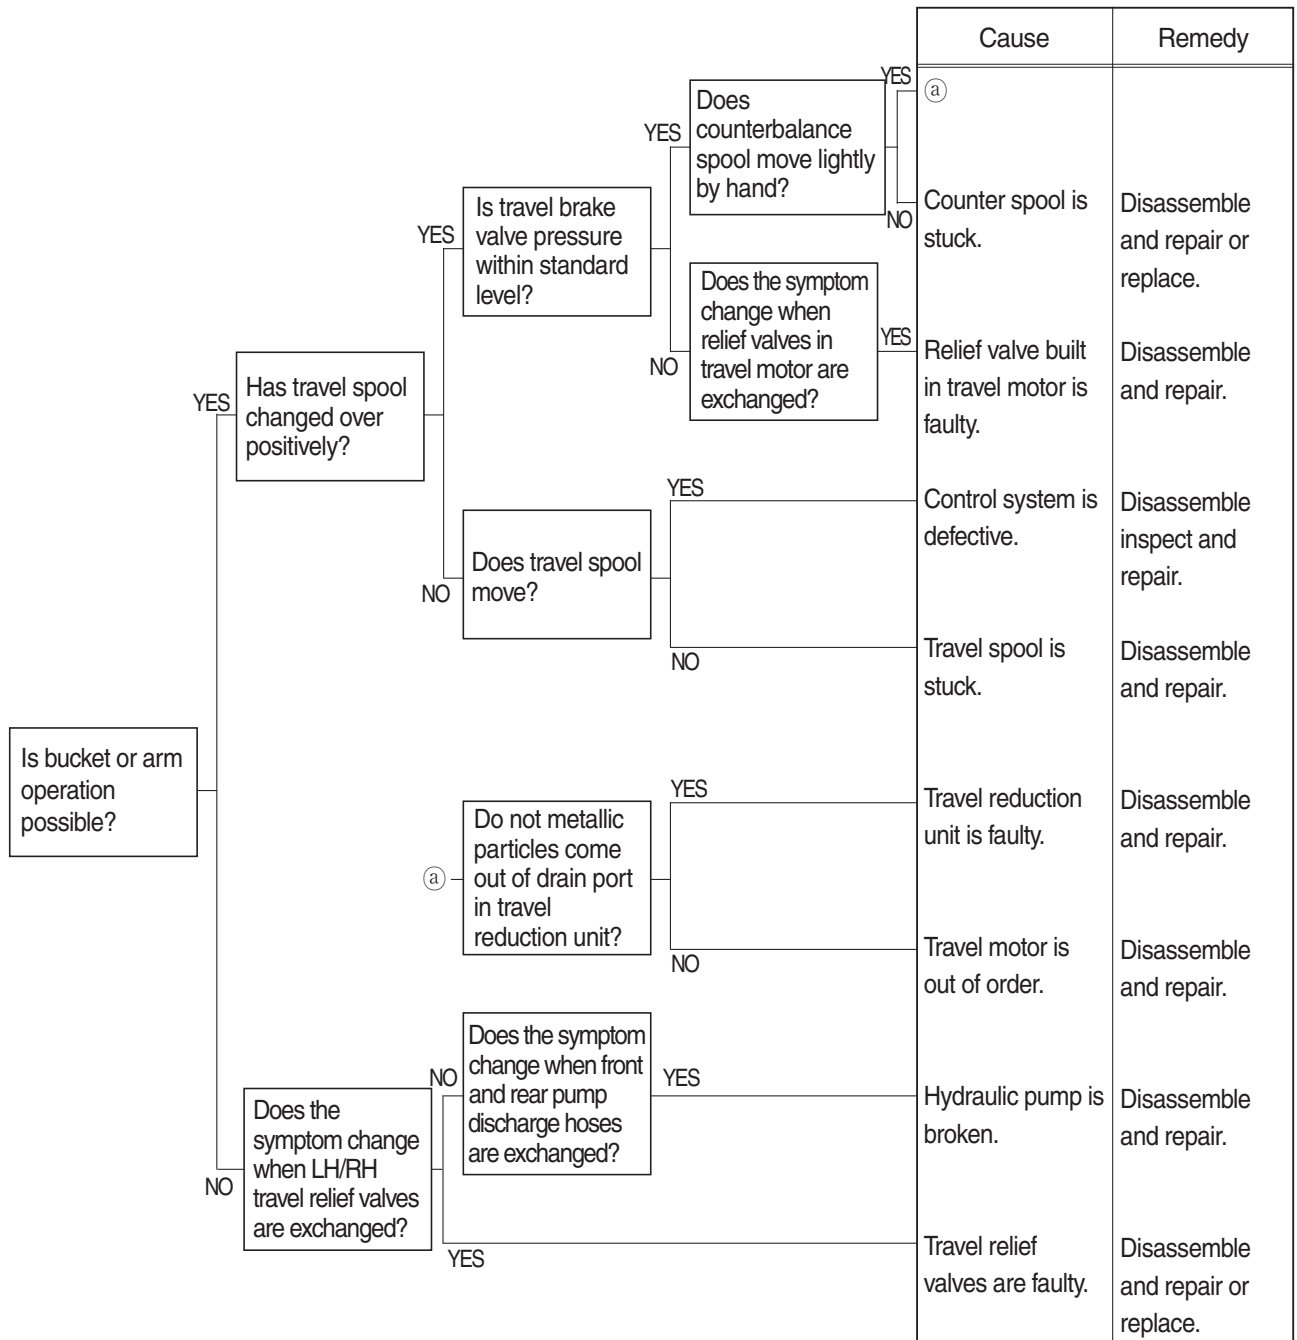 Cause
Remedy
YES
ⓐ
Does
counterbalance
spool move lightly
by hand?
YES
NO
Counter spool is
stuck.
Disassemble
and repair or
replace.
Is travel brake
valve pressure
within standard
level?
YES
Does the symptom
change when
relief valves in
travel motor are
exchanged?
NO
YES
Relief valve built
in travel motor is
faulty.
Disassemble
and repair.
Has travel spool
changed over
positively?
YES
YES
Control system is
defective.
Disassemble
inspect and
repair.
Does travel spool
move?
NO
NO
Travel spool is
stuck.
Disassemble
and repair.
Is bucket or arm
operation
possible?
YES
Travel reduction
unit is faulty.
Disassemble
and repair.
ⓐ
Do not metallic
particles come
out of drain port
in travel
reduction unit?
NO
Travel motor is
out of order.
Disassemble
and repair.
Does the symptom
change when front
and rear pump
discharge hoses
are exchanged?
NO
YES
Hydraulic pump is
broken.
Disassemble
and repair.
Does the
symptom change
when LH/RH
travel relief valves
are exchanged?
NO
YES
Travel relief
valves are faulty.
Disassemble
and repair or
replace.